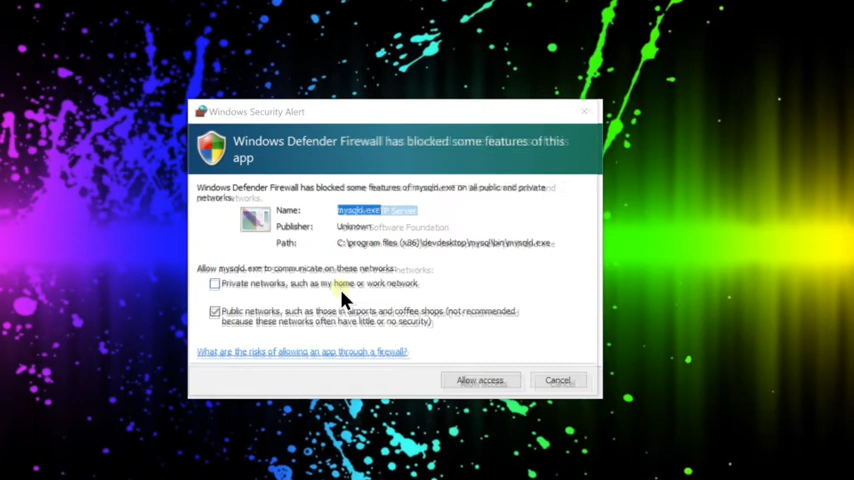 Windows Security Alert
Windows Defender Firewall has blocked some features of this
app
Windows Defender Firewall has blocked some features of mysqld.exe on all public and private
networks.
Name: mysqld.exe
Publisher: Unknown
Path: C:\program files (x86)\devdesktop\mysql\bin\mysqld.exe
Allow mysqld.exe to communicate on these networks:
Private networks, such as my home or work network
Public networks, such as those in airports and coffee shops (not recommended
because these networks often have little or no security)
What are the risks of allowing an app through a firewall?
Allow access
Cancel